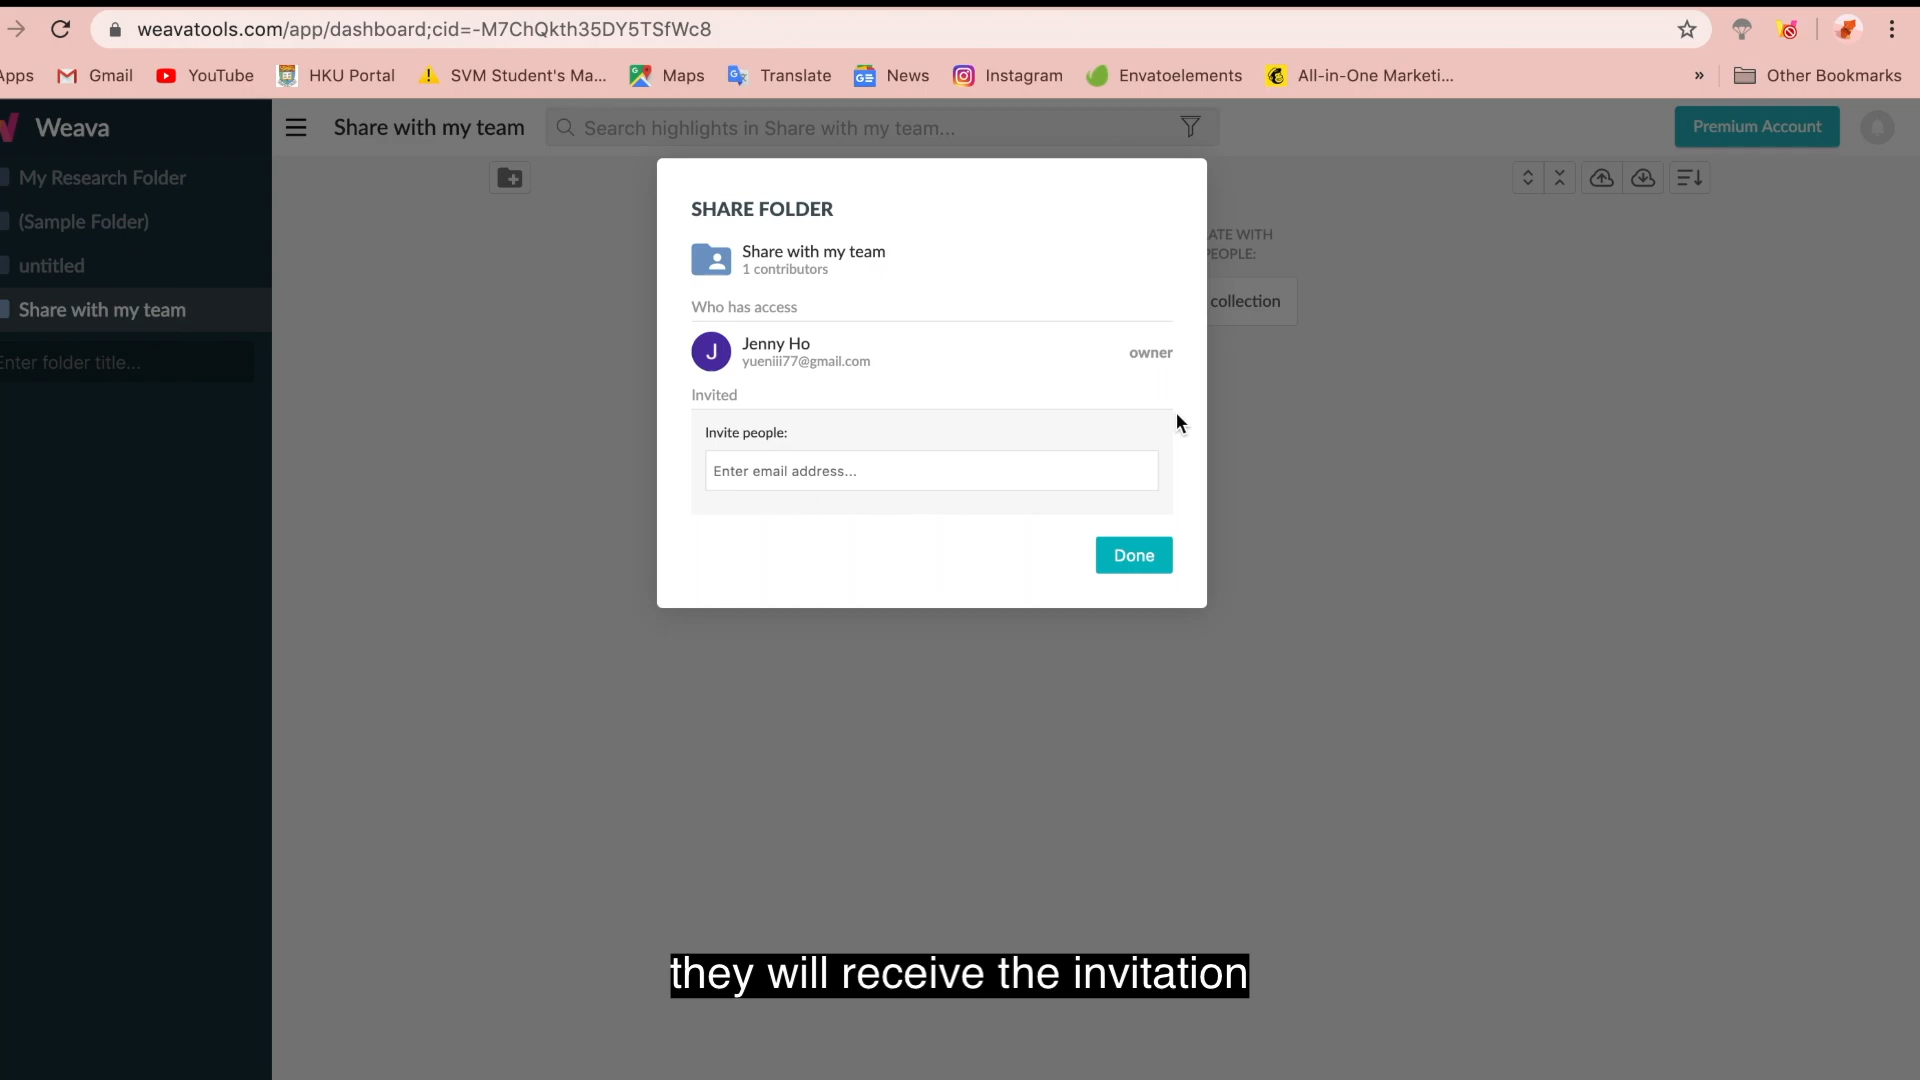 weavatools.com/app/dashboard;cid=-M7ChQkth35DY5TSfWc8
Apps Gmail YouTube HKU Portal SVM Student's Ma... Maps Translate News Instagram Envatoelements All-in-One Marketi... » Other Bookmarks
Weava
Share with my team
Search highlights in Share with my team...
Premium Account
My Research Folder
(Sample Folder)
untitled
Share with my team
Enter folder title...
SHARE FOLDER
Share with my team
1 contributors
Who has access
J
Jenny Ho
yueniii77@gmail.com
owner
Invited
Invite people:
Enter email address...
Done
ATE WITH
PEOPLE:
collection
they will receive the invitation